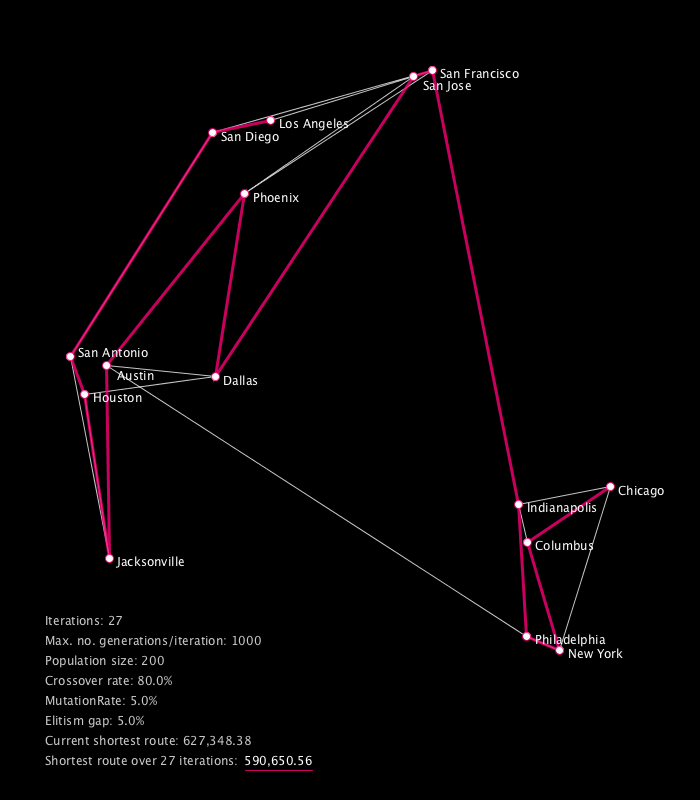 San Francisco
San Jose
Los Angeles
San Diego
Phoenix
San Antonio
Austin
Dallas
Houston
Chicago
Indianapolis
Columbus
Jacksonville
Philadelphia
New York
Iterations: 27
Max. no. generations/iteration: 1000
Population size: 200
Crossover rate: 80.0%
MutationRate: 5.0%
Elitism gap: 5.0%
Current shortest route: 627,348.38
Shortest route over 27 iterations: 590,650.56